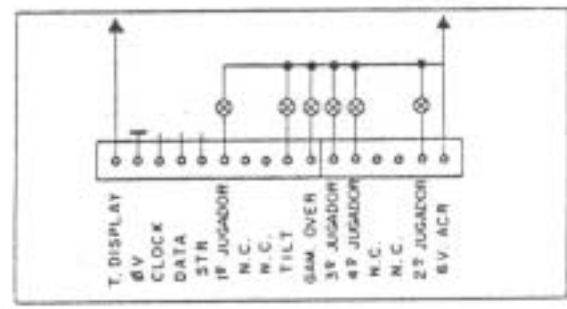 T. DISPLAY
ØV
CLOCK
DATA
STR
1º JUGADOR
N.C.
N.C.
TILT
GAM. OVER
3º JUGADOR
4º JUGADOR
N.C.
N.C.
2º JUGADOR
6V. ACR